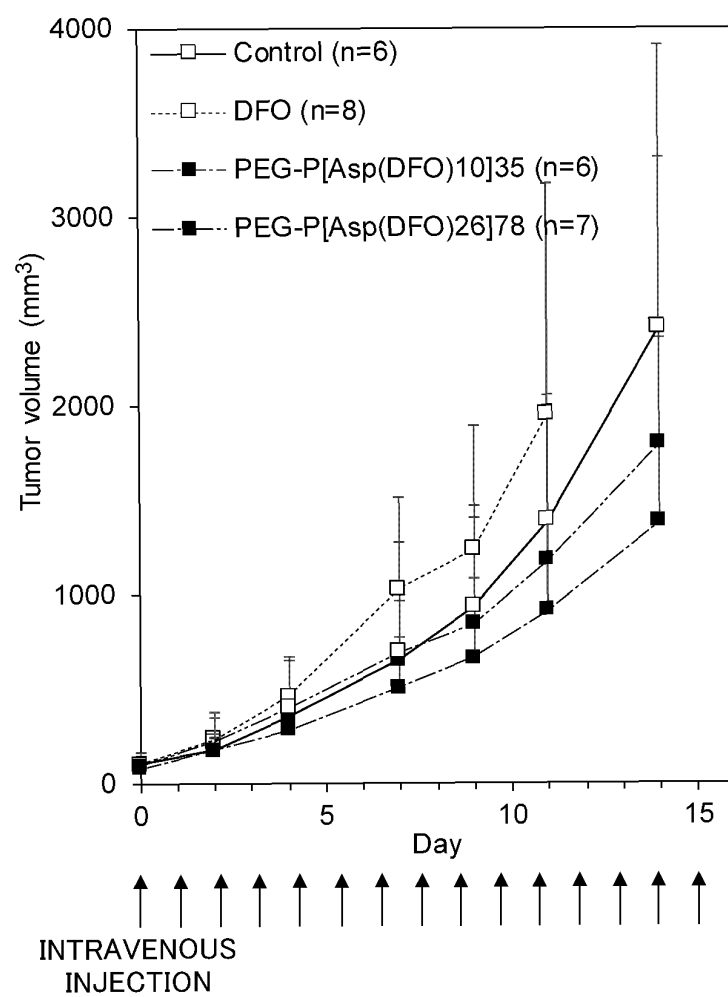 4000
Control (n=6)
DFO (n=8)
PEG-P[Asp(DFO)10]35 (n=6)
3000
PEG-P[Asp(DFO)26]78 (n=7)
Tumor volume (mm³)
2000
1000
0
0 5 10 15
Day
INTRAVENOUS
INJECTION